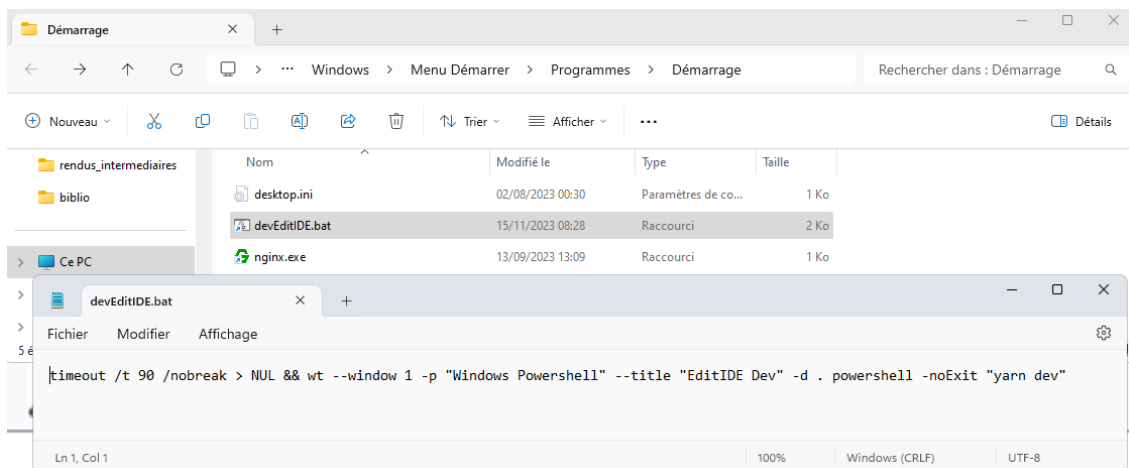 Démarrage
... Windows > Menu Démarrer > Programmes > Démarrage
Rechercher dans : Démarrage
Nouveau
Trier
Afficher
...
Détails
rendus_intermediaires
biblio
Ce PC
Nom Modifié le Type Taille
desktop.ini 02/08/2023 00:30 Paramètres de co... 1 Ko
devEditIDE.bat 15/11/2023 08:28 Raccourci 2 Ko
nginx.exe 13/09/2023 13:09 Raccourci 1 Ko
5 é
devEditIDE.bat
Fichier Modifier Affichage
timeout /t 90 /nobreak > NUL && wt --window 1 -p "Windows Powershell" --title "EditIDE Dev" -d . powershell -noExit "yarn dev"
Ln 1, Col 1 100% Windows (CRLF) UTF-8